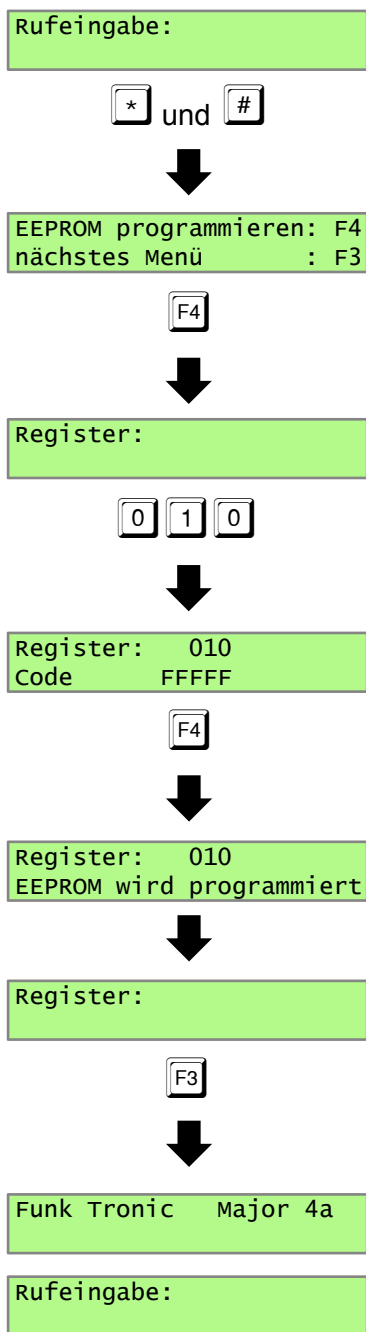 Rufeingabe:
* und #
EEPROM programmieren: F4
nächstes Menü : F3
F4
Register:
0 1 0
Register: 010
Code FFFFF
F4
Register: 010
EEPROM wird programmiert
Register:
F3
Funk Tronic Major 4a
Rufeingabe: